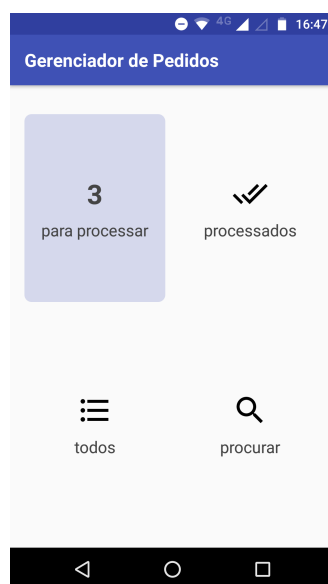 4G 16:47
Gerenciador de Pedidos
3
para processar
processados
todos
procurar